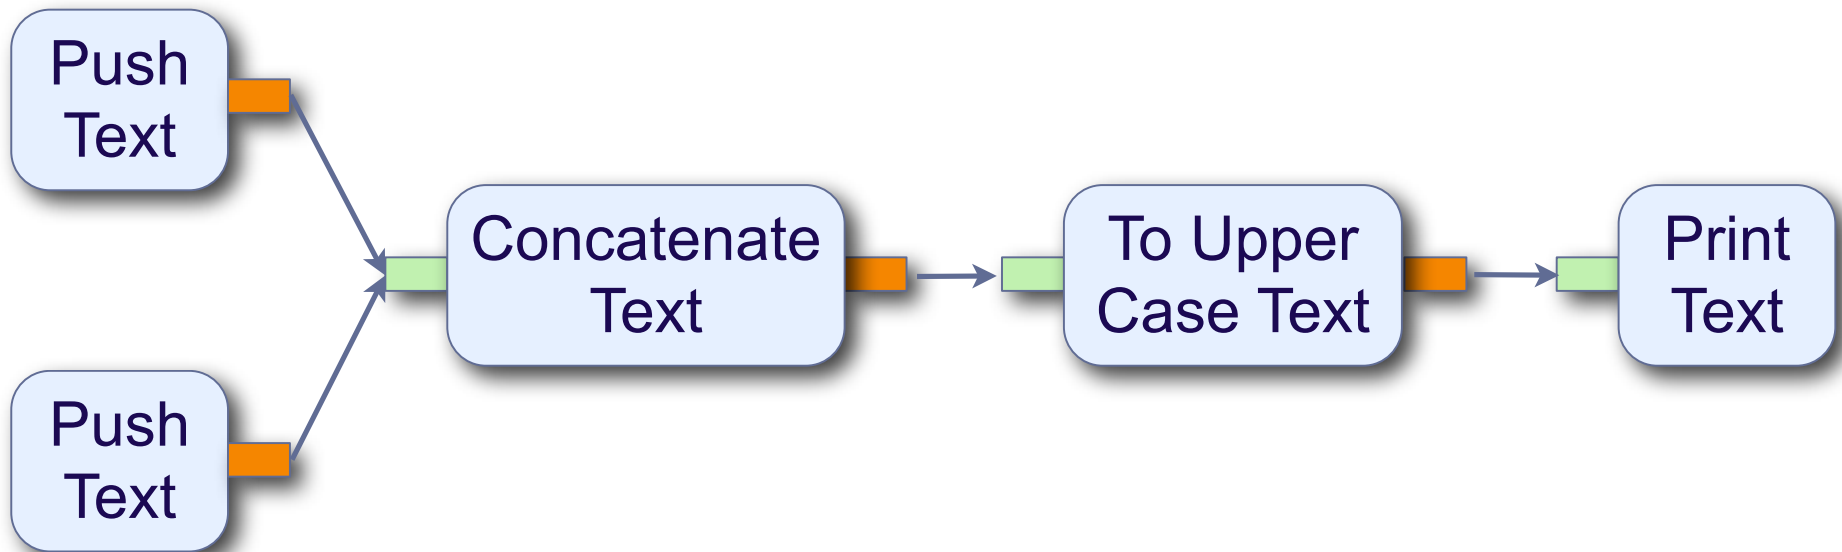 Push
Text
Push
Text
Concatenate
Text
To Upper
Case Text
Print
Text